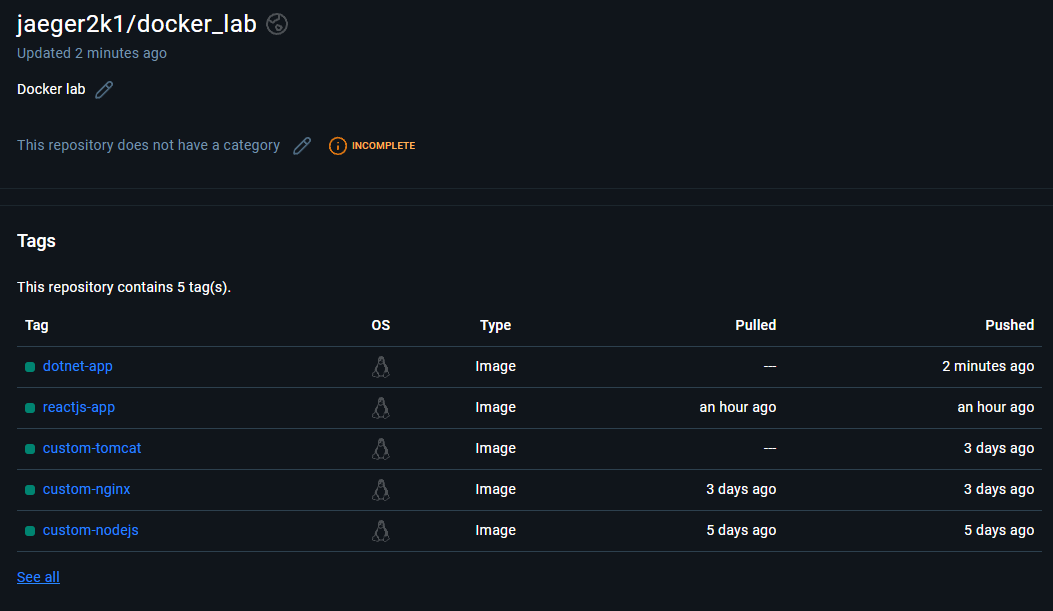 jaeger2k1/docker_lab
Updated 2 minutes ago
Docker lab
This repository does not have a category INCOMPLETE
Tags
This repository contains 5 tag(s).
Tag OS Type Pulled Pushed
dotnet-app Image --- 2 minutes ago
reactjs-app Image an hour ago an hour ago
custom-tomcat Image --- 3 days ago
custom-nginx Image 3 days ago 3 days ago
custom-nodejs Image 5 days ago 5 days ago
See all